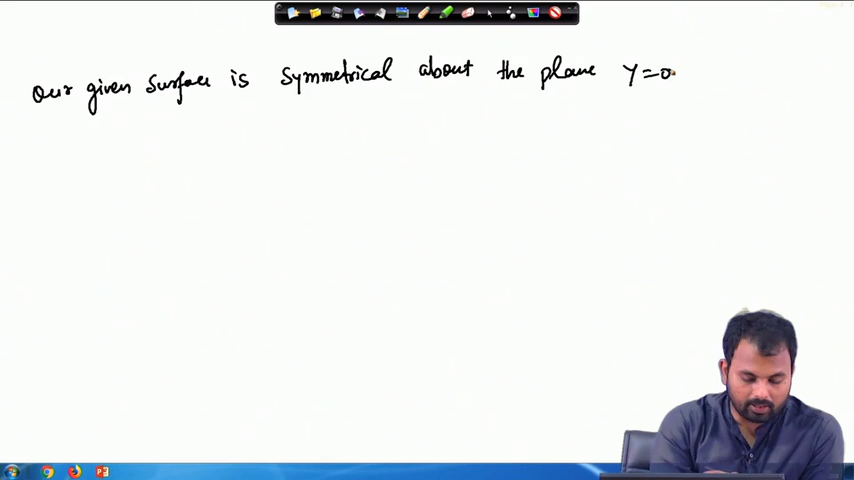 Our given surface is symmetrical about the plane y=0